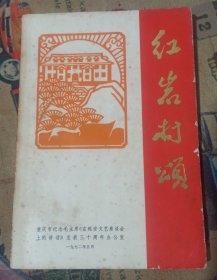 红岩村颂
重庆市纪念毛主席《在延安文艺座谈会
上的讲话》发表三十周年办公室
一九七二年五月